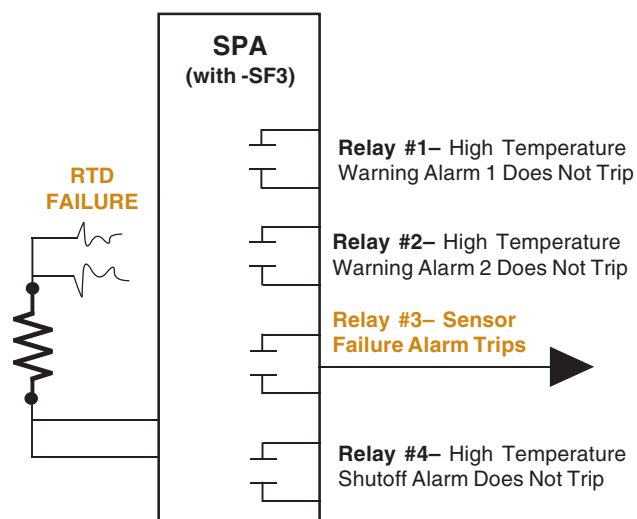 SPA
(with -SF3)
RTD
FAILURE
Relay #1– High Temperature
Warning Alarm 1 Does Not Trip
Relay #2– High Temperature
Warning Alarm 2 Does Not Trip
Relay #3– Sensor
Failure Alarm Trips
Relay #4– High Temperature
Shutoff Alarm Does Not Trip